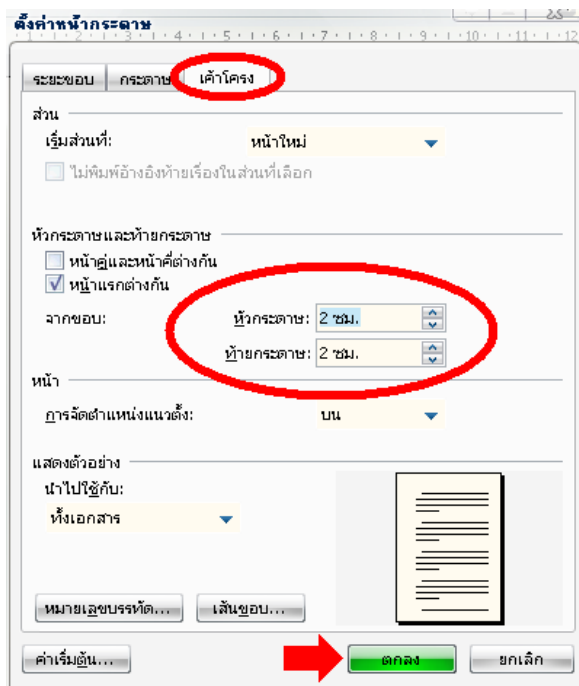 ตั้งค่าหน้ากระดาษ
1 2 3 4 5 6 7 8 9 10 11 12
ระยะขอบ กระดาษ เค้าโครง
ส่วน
เริ่มส่วนที่: หน้าใหม่
ไม่พิมพ์อ้างอิงท้ายเรื่องในส่วนที่เลือก
หัวกระดาษและท้ายกระดาษ
หน้าคู่และหน้าคี่ต่างกัน
หน้าแรกต่างกัน
จากขอบ: หัวกระดาษ: 2 ซม.
ท้ายกระดาษ: 2 ซม.
หน้า
การจัดตำแหน่งแนวตั้ง: บน
แสดงตัวอย่าง
นำไปใช้กับ:
ทั้งเอกสาร
หมายเลขบรรทัด... เส้นขอบ...
ค่าเริ่มต้น... ตกลง ยกเลิก